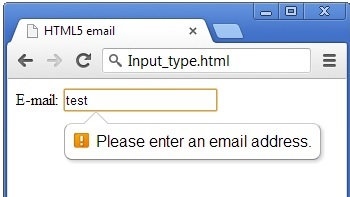 HTML5 email
Input_type.html
E-mail: test
Please enter an email address.